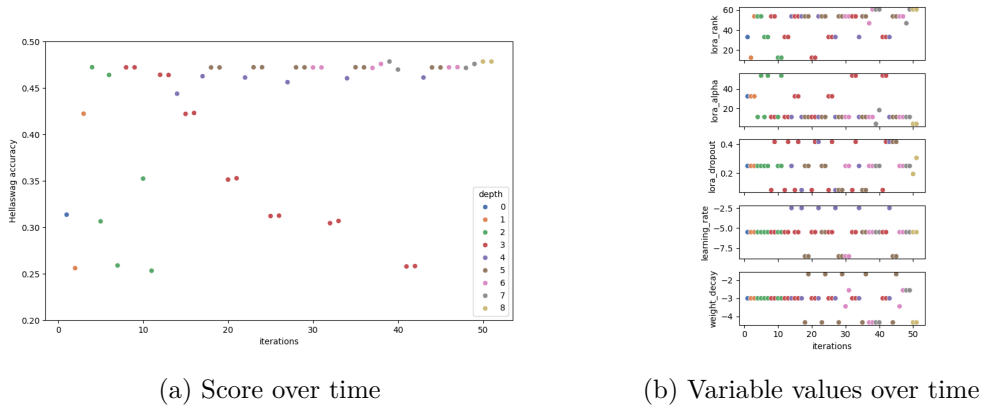 0.50
0.45
0.40
0.35
0.30
0.25
0.20
Hellaswag accuracy
0 10 20 30 40 50
iterations
depth
0
1
2
3
4
5
6
7
8
(a) Score over time
60
40
20
lora_rank
40
20
lora_alpha
0.4
0.2
lora_dropout
−2.5
−5.0
−7.5
learning_rate
−2
−3
−4
weight_decay
0 10 20 30 40 50
iterations
(b) Variable values over time